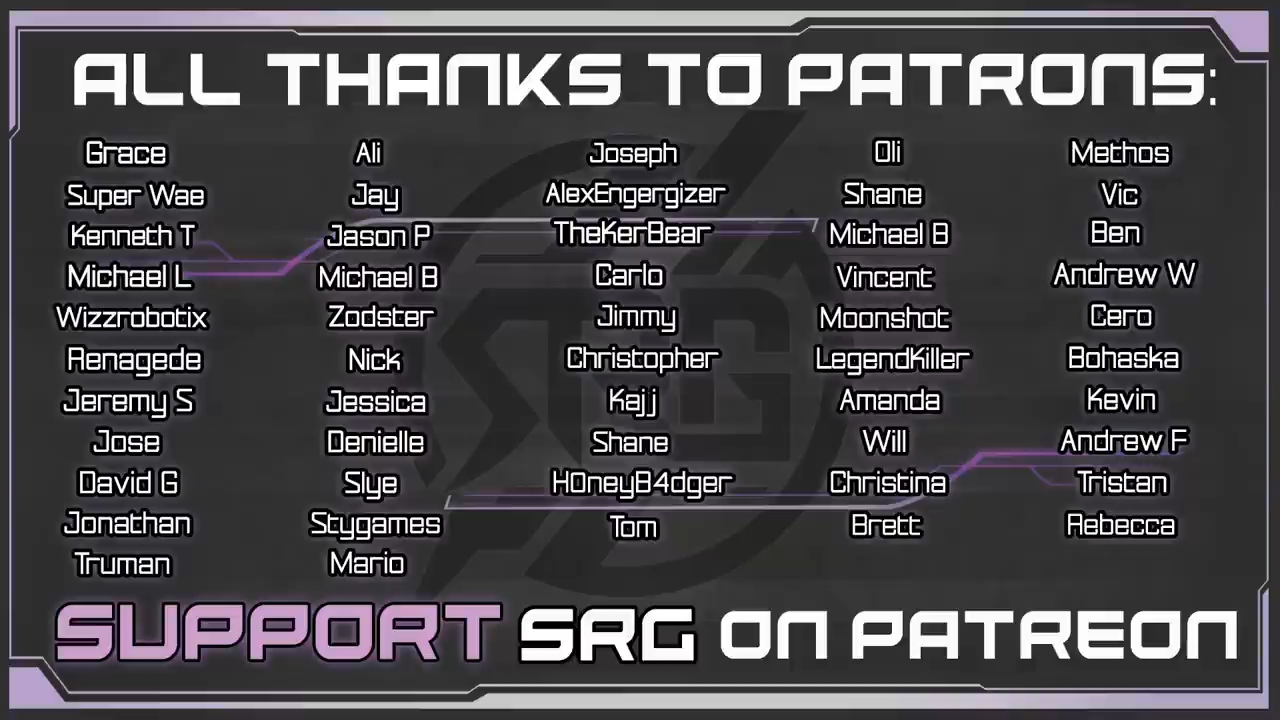 ALL THANKS TO PATRONS:
Grace
Super Wae
Kenneth T
Michael L
Wizzrobotix
Renagede
Jeremy S
Jose
David G
Jonathan
Truman
Ali
Jay
Jason P
Michael B
Zodster
Nick
Jessica
Denielle
Slye
Stygames
Mario
Joseph
AlexEngergizer
TheKerBear
Carlo
Jimmy
Christopher
Kajj
Shane
H0neyB4dger
Tom
Oli
Shane
Michael B
Vincent
Moonshot
LegendKiller
Amanda
Will
Christina
Brett
Methos
Vic
Ben
Andrew W
Cero
Bohaska
Kevin
Andrew F
Tristan
Rebecca
SUPPORT SRG ON PATREON